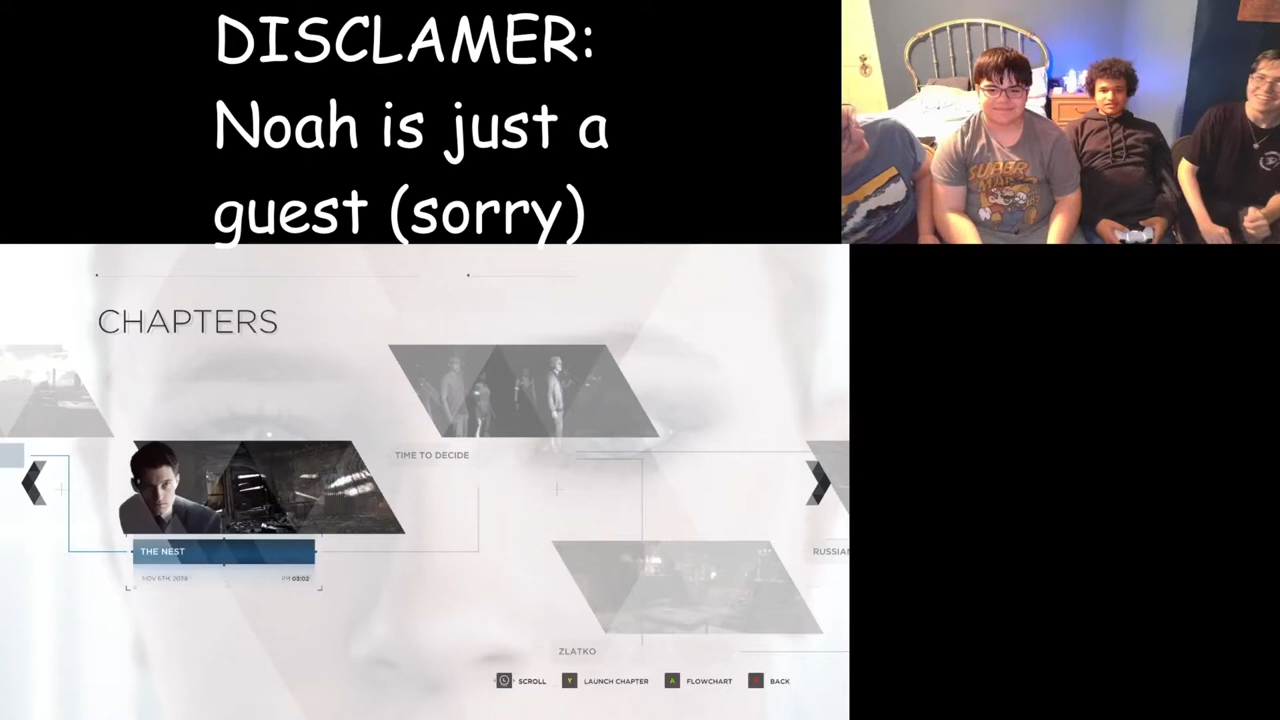 DISCLAMER:
Noah is just a
guest (sorry)
SUPER
CHAPTERS
TIME TO DECIDE
THE NEST
NOV 6TH, 2038
PM 03:02
RUSSIAN
ZLATKO
L SCROLL
Y LAUNCH CHAPTER
A FLOWCHART
BACK